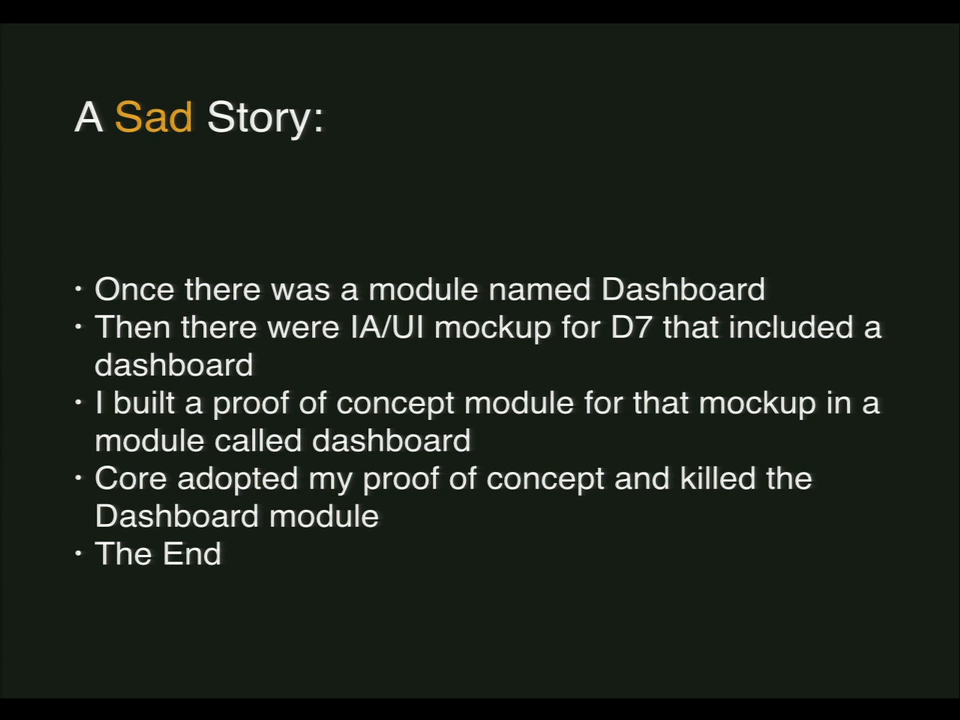 A Sad Story:
· Once there was a module named Dashboard
· Then there were IA/UI mockup for D7 that included a
dashboard
· I built a proof of concept module for that mockup in a
module called dashboard
· Core adopted my proof of concept and killed the
Dashboard module
· The End